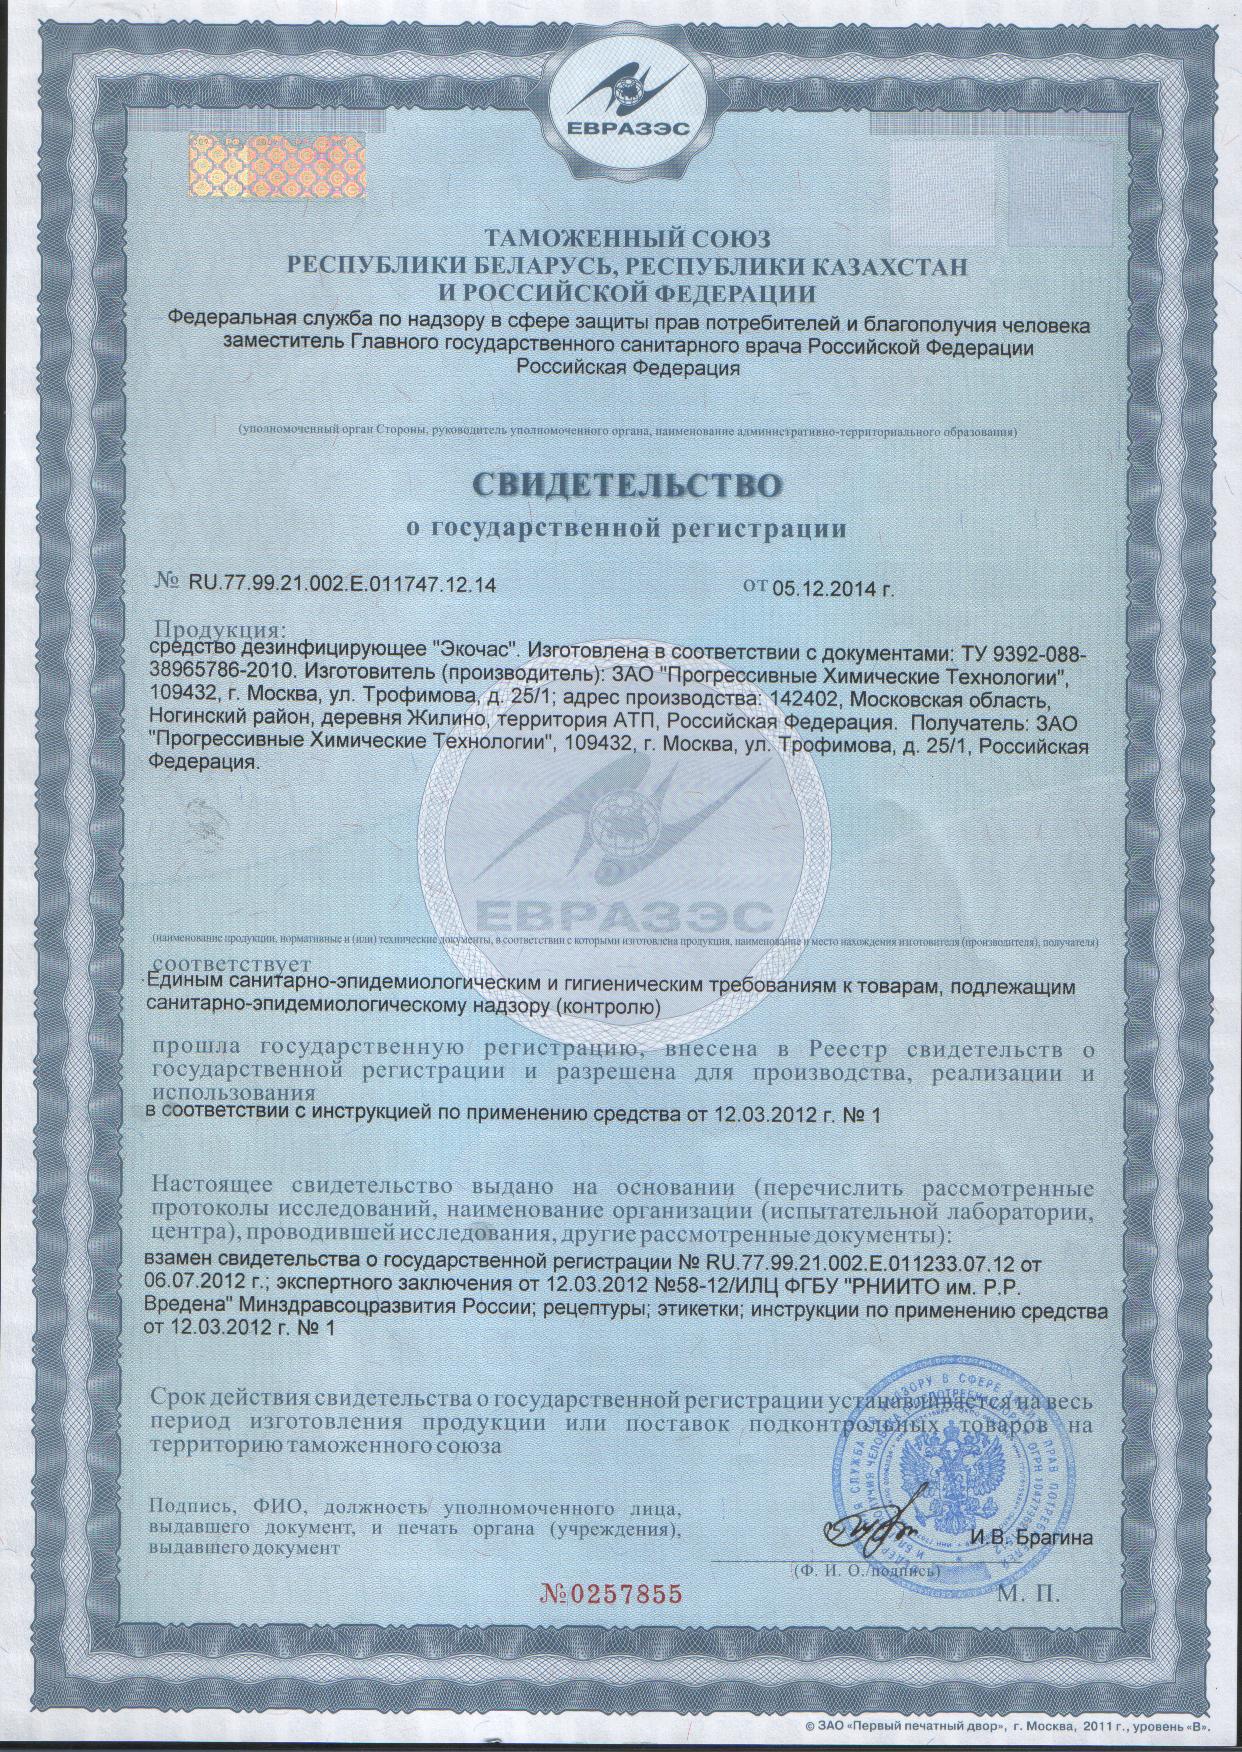 ЕВРАЗЭС
ТАМОЖЕННЫЙ СОЮЗ
РЕСПУБЛИКИ БЕЛАРУСЬ, РЕСПУБЛИКИ КАЗАХСТАН
И РОССИЙСКОЙ ФЕДЕРАЦИИ
Федеральная служба по надзору в сфере защиты прав потребителей и благополучия человека
заместитель Главного государственного санитарного врача Российской Федерации
Российская Федерация
(уполномоченный орган Стороны, руководитель уполномоченного органа, наименование административно-территориального образования)
СВИДЕТЕЛЬСТВО
о государственной регистрации
№ RU.77.99.21.002.Е.011747.12.14 от 05.12.2014 г.
Продукция:
средство дезинфицирующее "Экочас". Изготовлена в соответствии с документами: ТУ 9392-088-
38965786-2010. Изготовитель (производитель): ЗАО "Прогрессивные Химические Технологии",
109432, г. Москва, ул. Трофимова, д. 25/1; адрес производства: 142402, Московская область,
Ногинский район, деревня Жилино, территория АТП, Российская Федерация. Получатель: ЗАО
"Прогрессивные Химические Технологии", 109432, г. Москва, ул. Трофимова, д. 25/1, Российская
Федерация.
ЕВРАЗЭС
(наименование продукции, нормативные и (или) технические документы, в соответствии с которыми изготовлена продукция, наименование и место нахождения изготовителя (производителя), получателя)
соответствует
Единым санитарно-эпидемиологическим и гигиеническим требованиям к товарам, подлежащим
санитарно-эпидемиологическому надзору (контролю)
прошла государственную регистрацию, внесена в Реестр свидетельств о
государственной регистрации и разрешена для производства, реализации и
использования
в соответствии с инструкцией по применению средства от 12.03.2012 г. № 1
Настоящее свидетельство выдано на основании (перечислить рассмотренные
протоколы исследований, наименование организации (испытательной лаборатории,
центра), проводившей исследования, другие рассмотренные документы):
взамен свидетельства о государственной регистрации № RU.77.99.21.002.Е.011233.07.12 от
06.07.2012 г.; экспертного заключения от 12.03.2012 №58-12/ИЛЦ ФГБУ "РНИИТО им. Р.Р.
Вредена" Минздравсоцразвития России; рецептуры; этикетки; инструкции по применению средства
от 12.03.2012 г. № 1
Срок действия свидетельства о государственной регистрации устанавливается на весь
период изготовления продукции или поставок подконтрольных товаров на
территорию таможенного союза
Подпись, ФИО, должность уполномоченного лица,
выдавшего документ, и печать органа (учреждения),
выдавшего документ
И.В. Брагина
(Ф. И. О./подпись)
№0257855
М. П.
© ЗАО «Первый печатный двор», г. Москва, 2011 г., уровень «В».